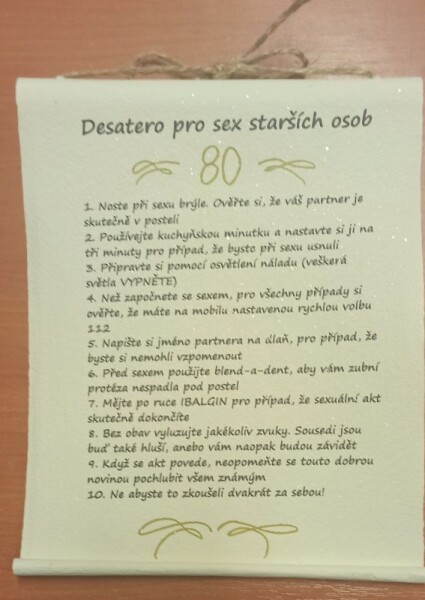 Desatero pro sex starších osob
80
1. Noste při sexu brýle. Ověřte si, že váš partner je
skutečně v posteli
2. Používejte kuchyňskou minutku a nastavte si ji na
tři minuty pro případ, že bysto při sexu usnuli
3. Připravte si pomocí osvětlení náladu (veškerá
světla VYPNĚTE)
4. Než započnete se sexem, pro všechny případy si
ověřte, že máte na mobilu nastavenou rychlou volbu
112
5. Napište si jméno partnera na dlaň, pro případ, že
byste si nemohli vzpomenout
6. Před sexem použijte blend-a-dent, aby vám zubní
protéza nespadla pod postel
7. Mějte po ruce IBALGIN pro případ, že sexuální akt
skutečně dokončíte
8. Bez obav vyluzujte jakékoliv zvuky. Sousedi jsou
buď také hluší, anebo vám naopak budou závidět
9. Když se akt povede, neopomeňte se touto dobrou
novinou pochlubit všem známým
10. Ne abyste to zkoušeli dvakrát za sebou!